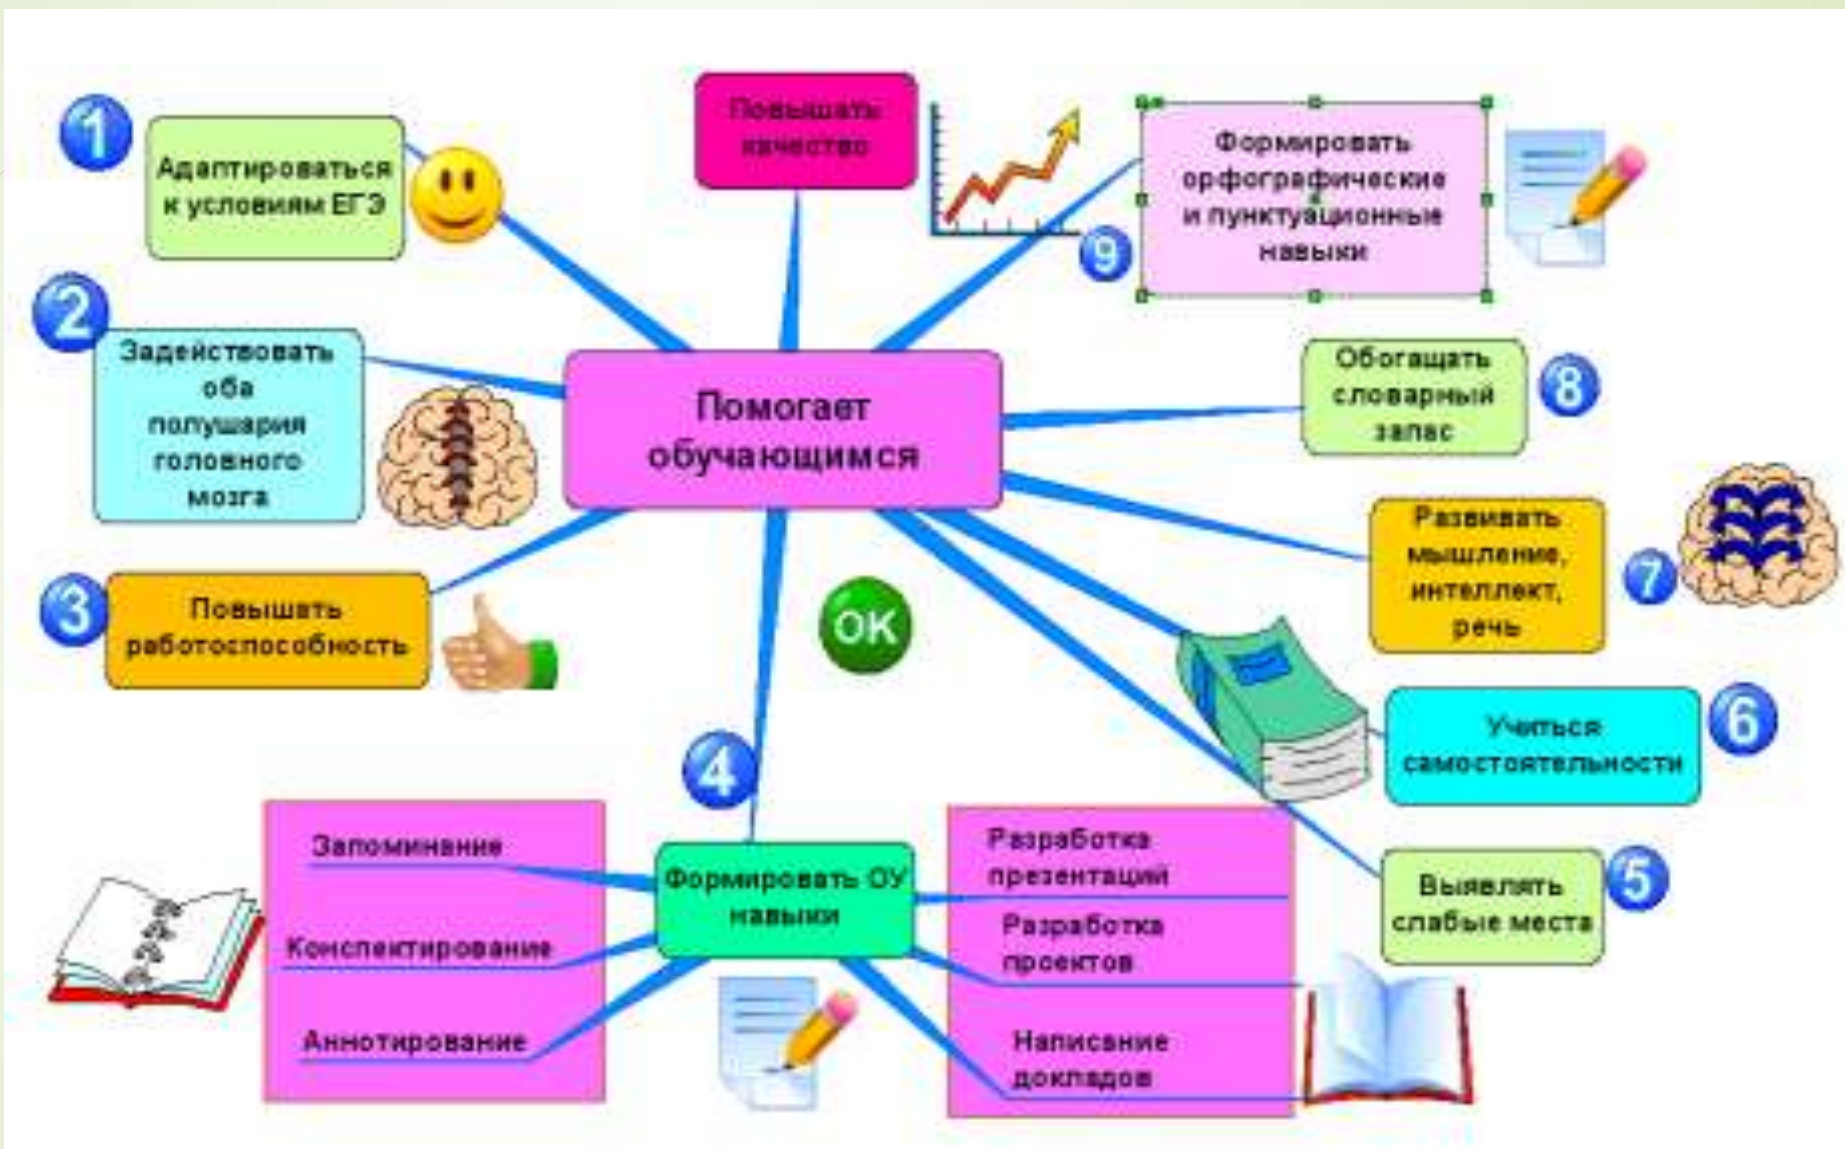 1
Адаптироваться
к условиям ЕГЭ
Повышать
качество
9
Формировать
орфографические
и пунктуационные
навыки
2
Задействовать
оба
полушария
головного
мозга
Помогает
обучающимся
Обогащать
словарный
запас
8
3
Повышать
работоспособность
OK
Развивать
мышление,
интеллект,
речь
7
Учиться
самостоятельности
6
4
Формировать ОУ
навыки
Запоминание
Конспектирование
Аннотирование
Разработка
презентаций
Разработка
проектов
Написание
докладов
Выявлять
слабые места
5